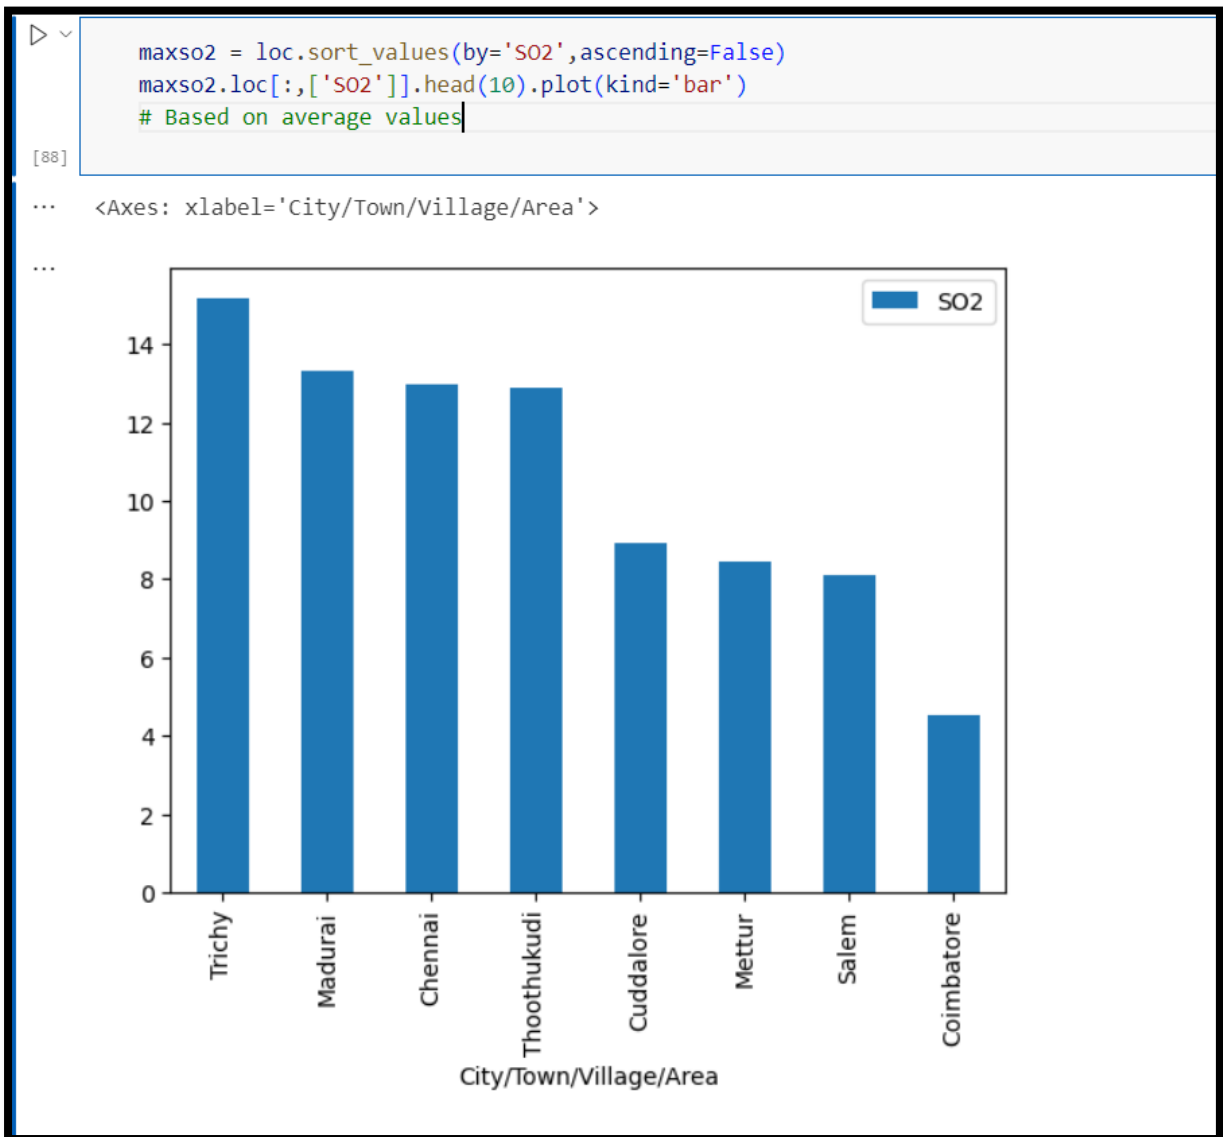 maxso2 = loc.sort_values(by='SO2',ascending=False)
maxso2.loc[:,['SO2']].head(10).plot(kind='bar')
# Based on average values
[88]
... <Axes: xlabel='City/Town/Village/Area'>
...
SO2
14
12
10
8
6
4
2
0
Trichy
Madurai
Chennai
Thoothukudi
Cuddalore
Mettur
Salem
Coimbatore
City/Town/Village/Area